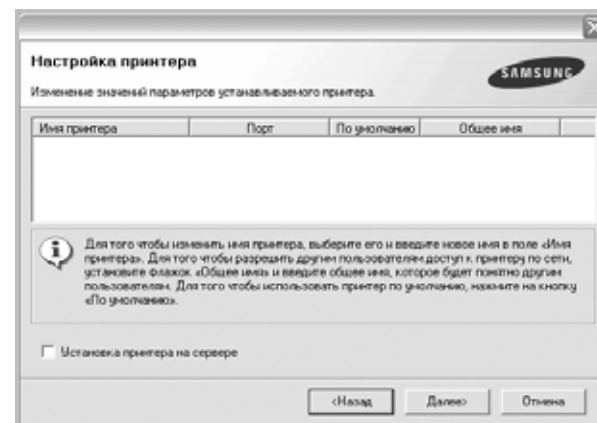 Настройка принтера
SAMSUNG
Изменение значений параметров устанавливаемого принтера.
Имя принтера Порт По умолчанию Общее имя
Для того чтобы изменить имя принтера, выберите его и введите новое имя в поле «Имя
принтера». Для того чтобы разрешить другим пользователям доступ к принтеру по сети,
установите флажок «Общее имя» и введите общее имя, которое будет понятно другим
пользователям. Для того чтобы использовать принтер по умолчанию, нажмите на кнопку
«По умолчанию».
Установка принтера на сервере
<Назад Далее> Отмена